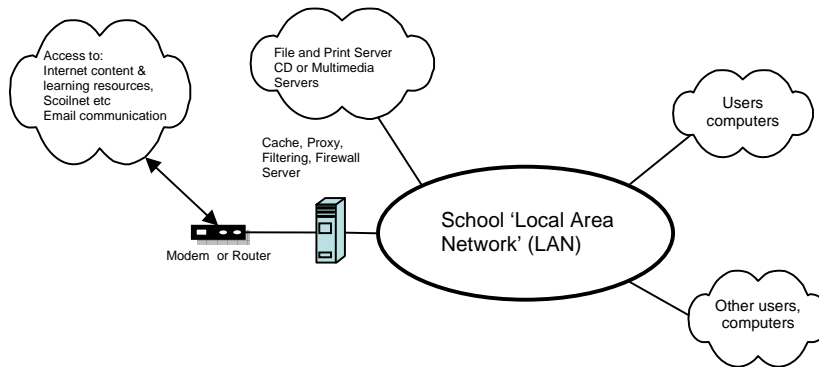 Access to:
Internet content &
learning resources,
Scoilnet etc
Email communication
File and Print Server
CD or Multimedia
Servers
Users
computers
Cache, Proxy,
Filtering, Firewall
Server
School ‘Local Area
Network’ (LAN)
Modem or Router
Other users,
computers